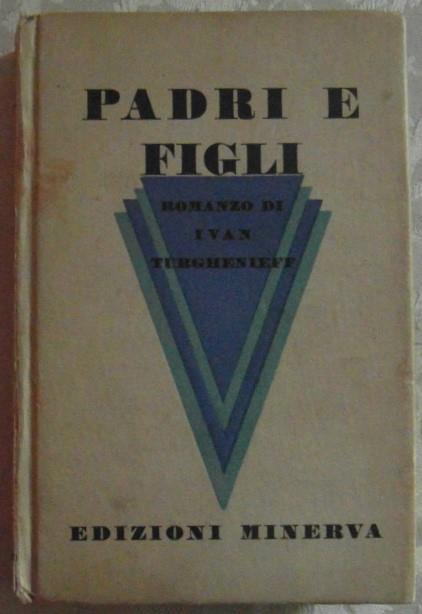 PADRI E
FIGLI
ROMANZO DI
IVAN
TURGHENIEFF
EDIZIONI MINERVA